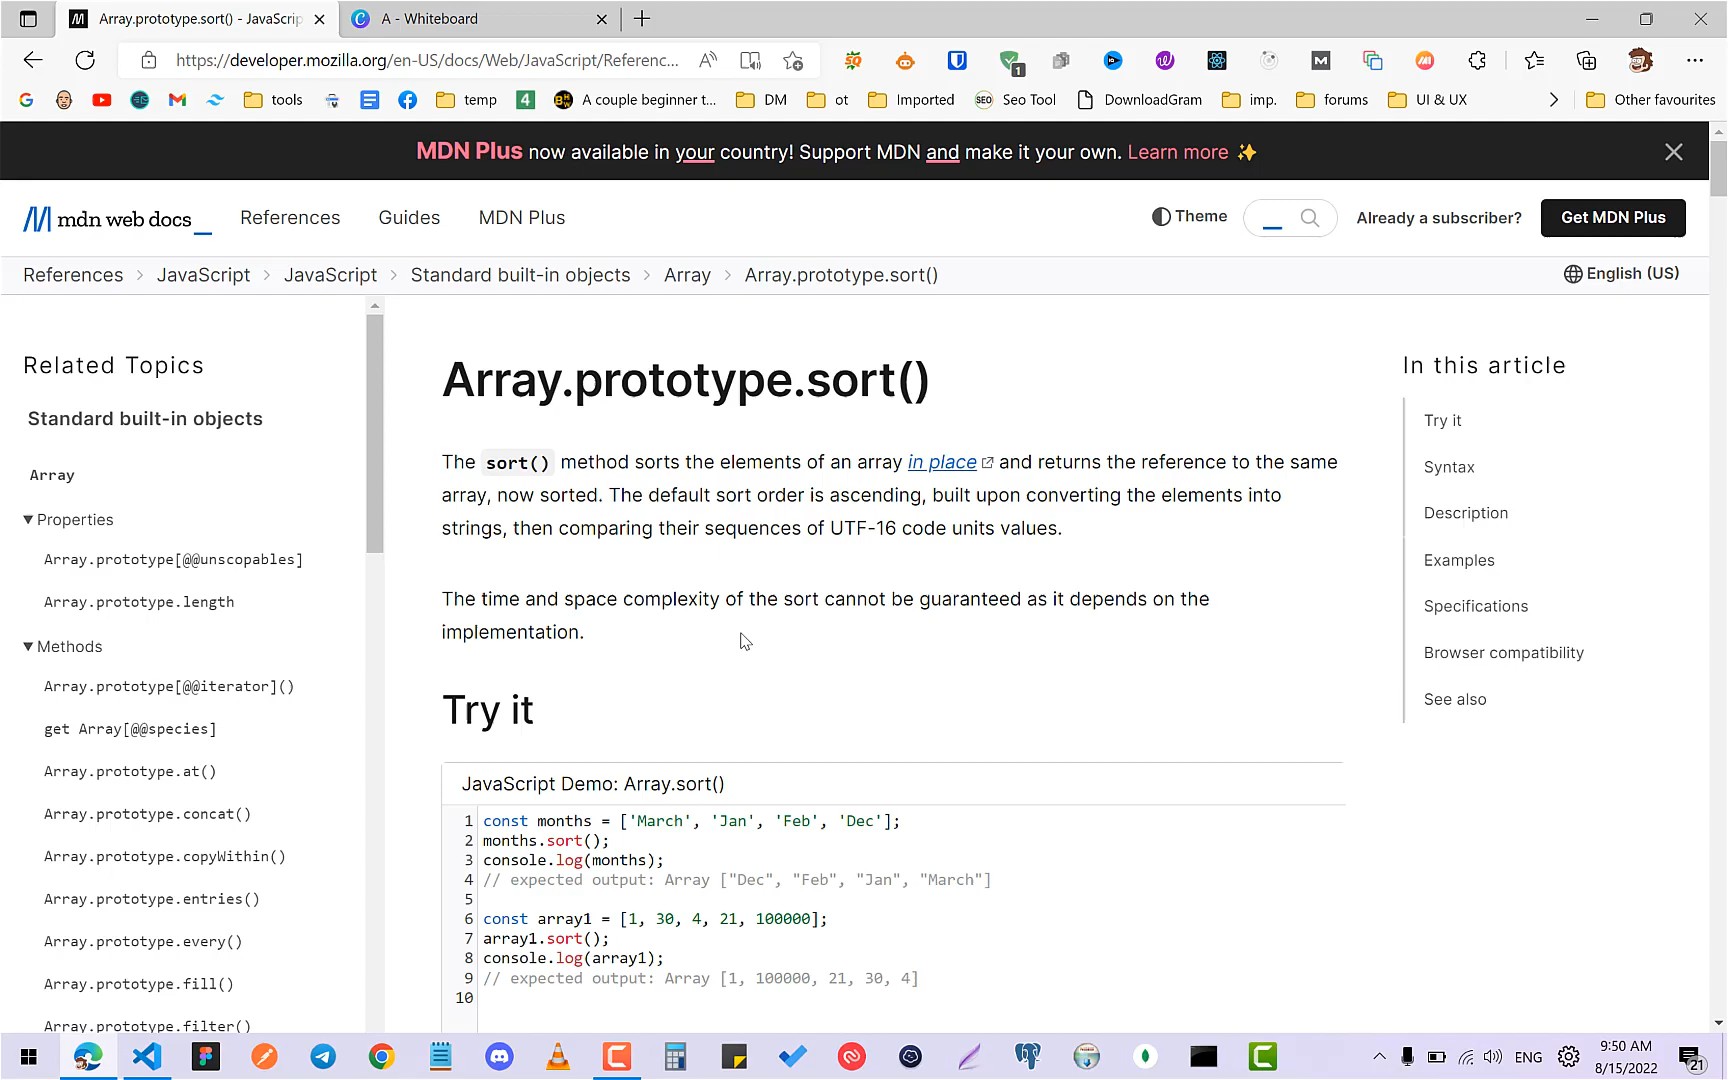 Array.prototype.sort() - JavaScrip
A - Whiteboard
https://developer.mozilla.org/en-US/docs/Web/JavaScript/Referenc...
1
tools
temp
4
A couple beginner t...
DM
ot
Imported
SEO
Seo Tool
DownloadGram
imp.
forums
UI & UX
Other favourites
MDN Plus now available in your country! Support MDN and make it your own. Learn more ✨
mdn web docs_
References
Guides
MDN Plus
Theme
Already a subscriber?
Get MDN Plus
References > JavaScript > JavaScript > Standard built-in objects > Array > Array.prototype.sort()
English (US)
Related Topics
Standard built-in objects
Array
▼Properties
Array.prototype[@@unscopables]
Array.prototype.length
▼Methods
Array.prototype[@@iterator]()
get Array[@@species]
Array.prototype.at()
Array.prototype.concat()
Array.prototype.copyWithin()
Array.prototype.entries()
Array.prototype.every()
Array.prototype.fill()
Array.prototype.filter()
Array.prototype.sort()
The sort() method sorts the elements of an array in place and returns the reference to the same
array, now sorted. The default sort order is ascending, built upon converting the elements into
strings, then comparing their sequences of UTF-16 code units values.
The time and space complexity of the sort cannot be guaranteed as it depends on the
implementation.
Try it
JavaScript Demo: Array.sort()
1 const months = ['March', 'Jan', 'Feb', 'Dec'];
2 months.sort();
3 console.log(months);
4 // expected output: Array ["Dec", "Feb", "Jan", "March"]
5
6 const array1 = [1, 30, 4, 21, 100000];
7 array1.sort();
8 console.log(array1);
9 // expected output: Array [1, 100000, 21, 30, 4]
10
In this article
Try it
Syntax
Description
Examples
Specifications
Browser compatibility
See also
ENG
9:50 AM
8/15/2022
21